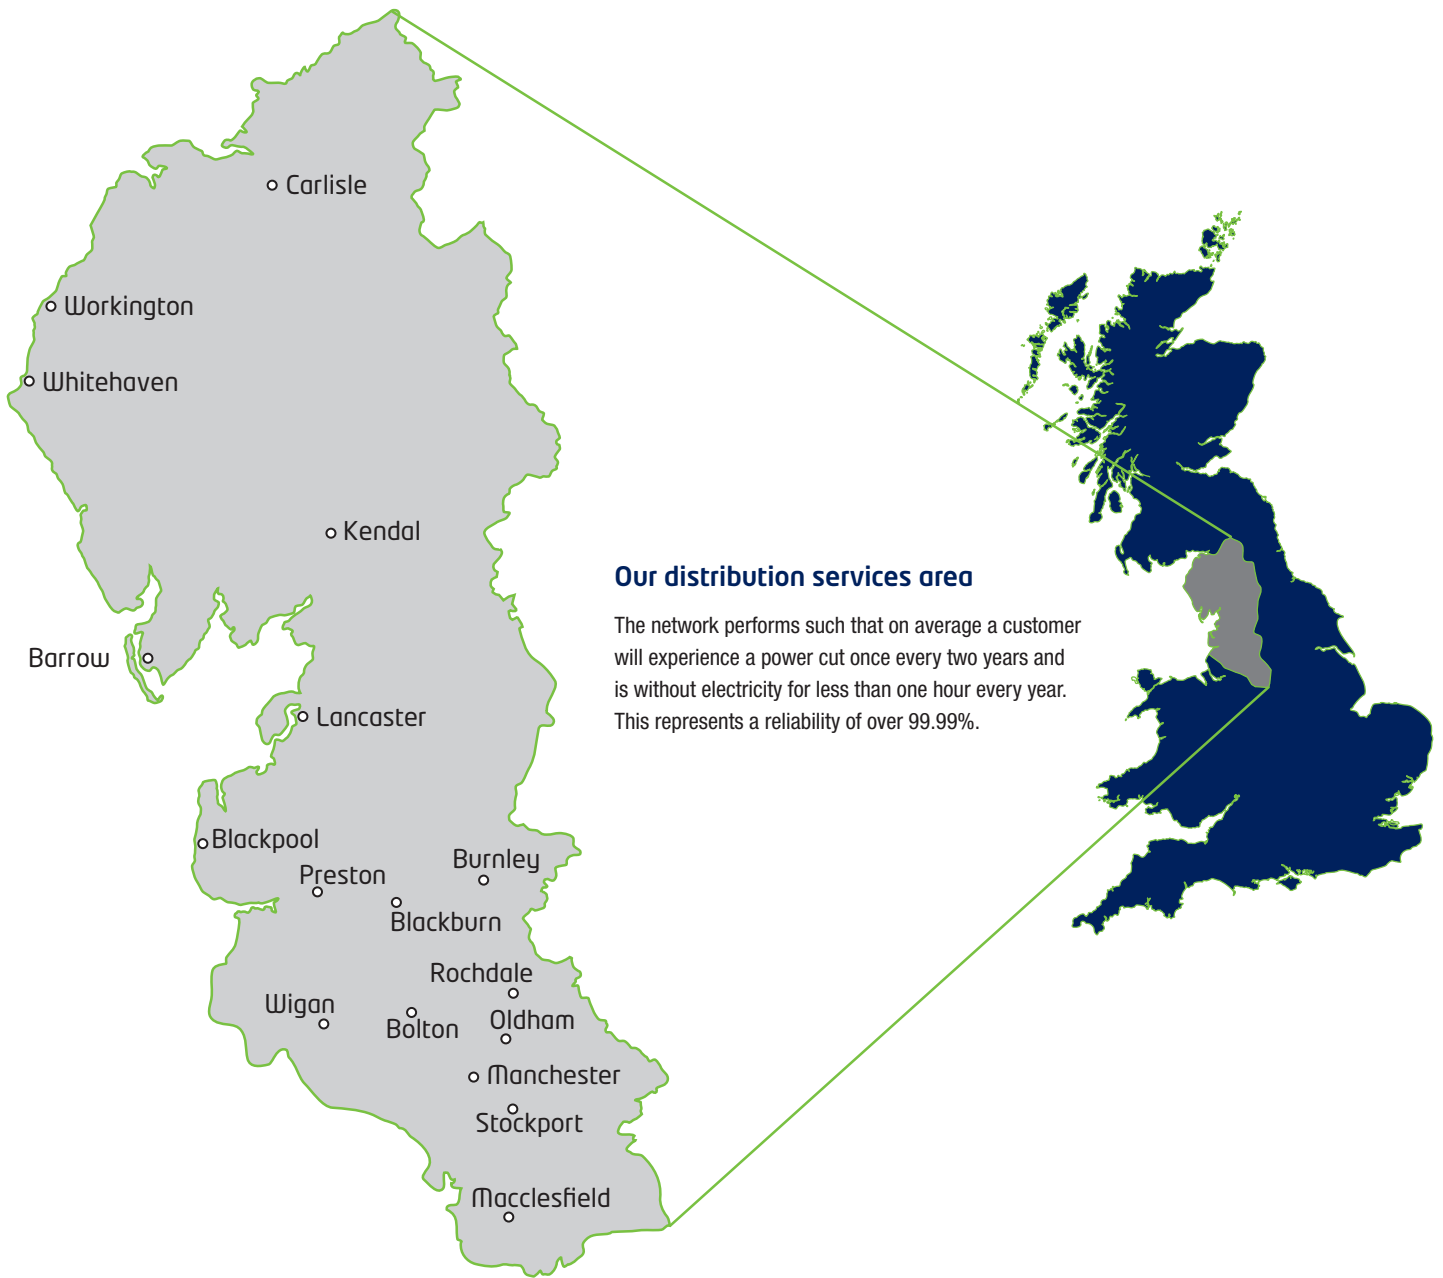 Carlisle
Workington
Whitehaven
Kendal
Our distribution services area
The network performs such that on average a customer
will experience a power cut once every two years and
is without electricity for less than one hour every year.
This represents a reliability of over 99.99%.
Barrow
Lancaster
Blackpool
Burnley
Preston
Blackburn
Rochdale
Wigan
Oldham
Bolton
Manchester
Stockport
Macclesfield